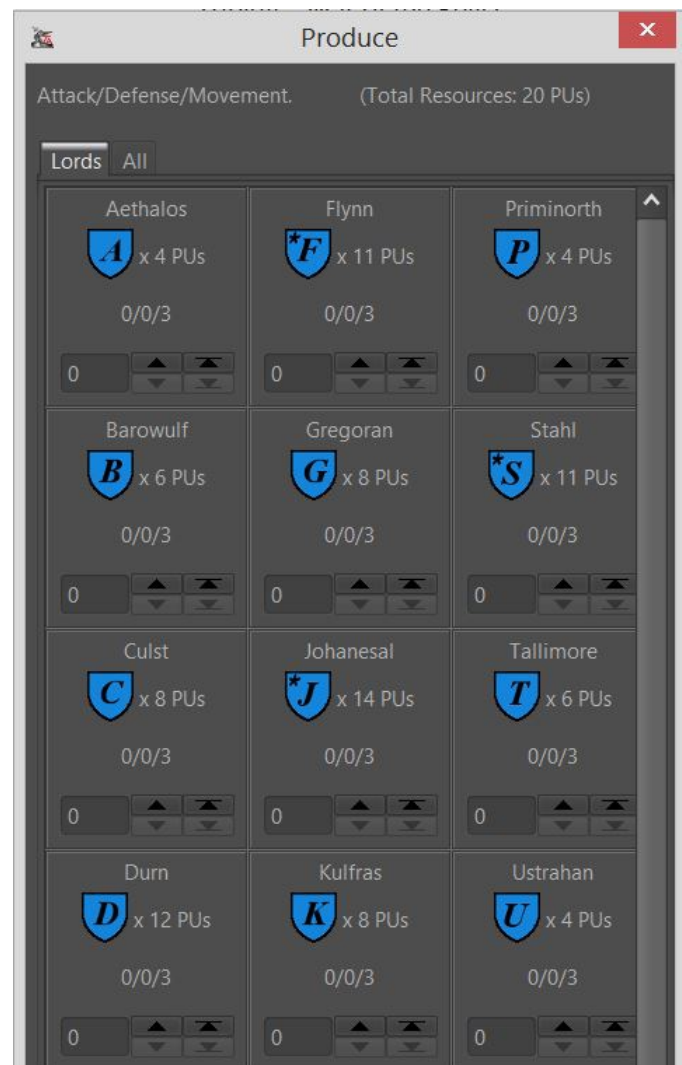 Produce
Attack/Defense/Movement. (Total Resources: 20 PUs)
Lords All
Aethalos Flynn Priminorth
A x 4 PUs *F x 11 PUs P x 4 PUs
0/0/3 0/0/3 0/0/3
0 0 0
Barowulf Gregoran Stahl
B x 6 PUs G x 8 PUs *S x 11 PUs
0/0/3 0/0/3 0/0/3
0 0 0
Culst Johanesal Tallimore
C x 8 PUs *J x 14 PUs T x 6 PUs
0/0/3 0/0/3 0/0/3
0 0 0
Durn Kulfras Ustrahan
D x 12 PUs K x 8 PUs U x 4 PUs
0/0/3 0/0/3 0/0/3
0 0 0